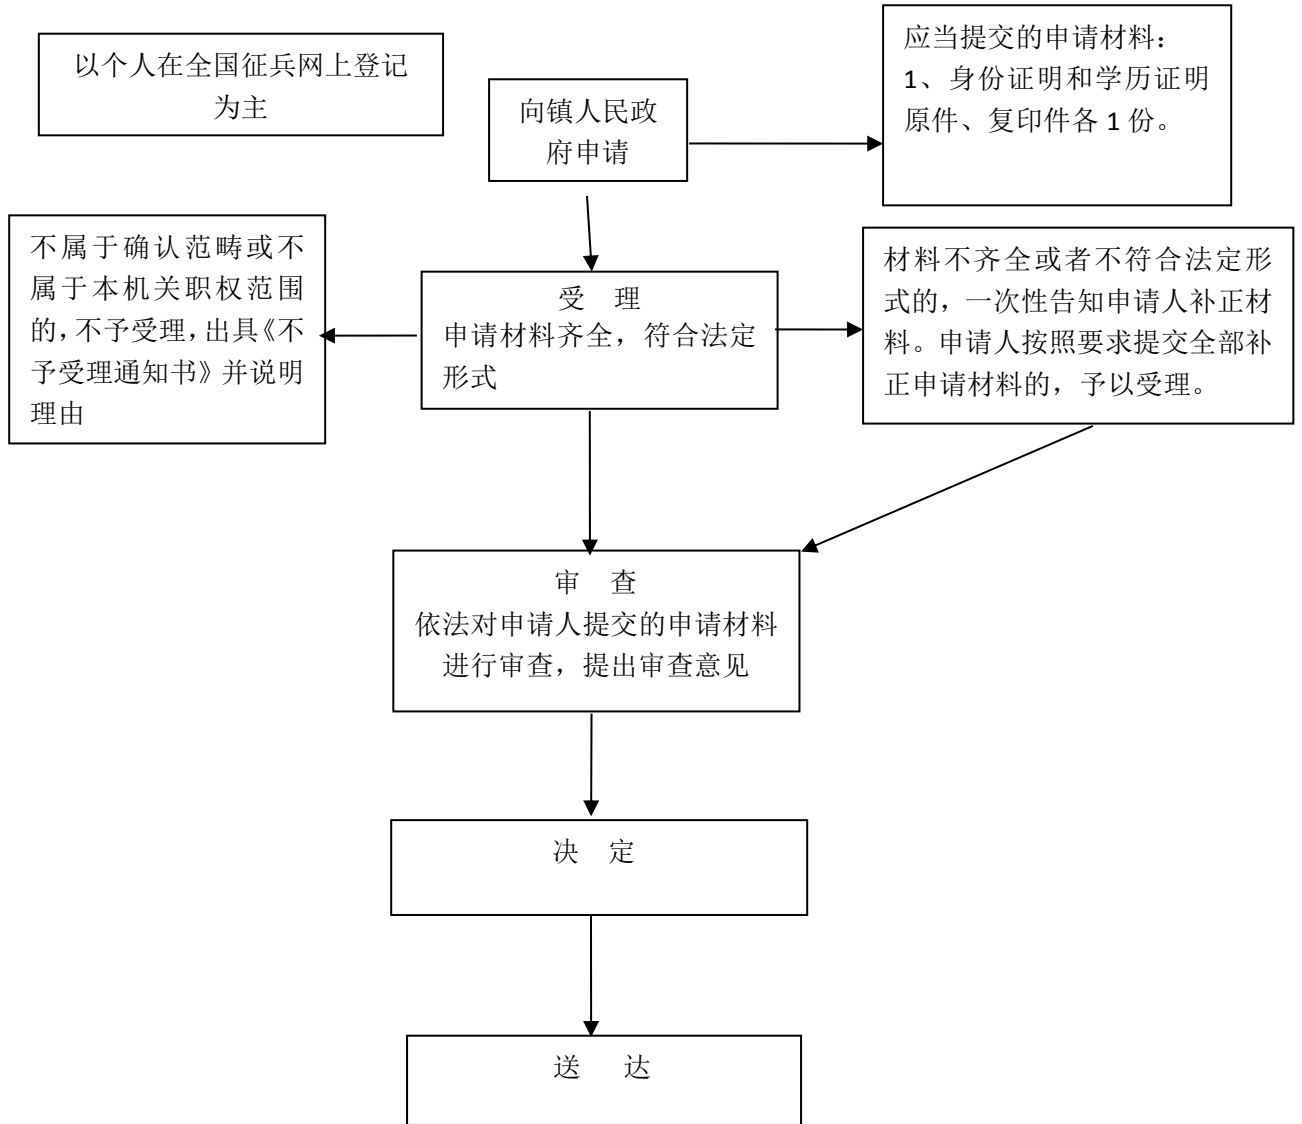 以个人在全国征兵网上登记
为主
向镇人民政
府申请
应当提交的申请材料：
1、身份证明和学历证明
原件、复印件各 1 份。
不属于确认范畴或不
属于本机关职权范围
的，不予受理，出具《不
予受理通知书》并说明
理由
受 理
申请材料齐全，符合法定
形式
材料不齐全或者不符合法定形
式的，一次性告知申请人补正材
料。申请人按照要求提交全部补
正申请材料的，予以受理。
审 查
依法对申请人提交的申请材料
进行审查，提出审查意见
决 定
送 达